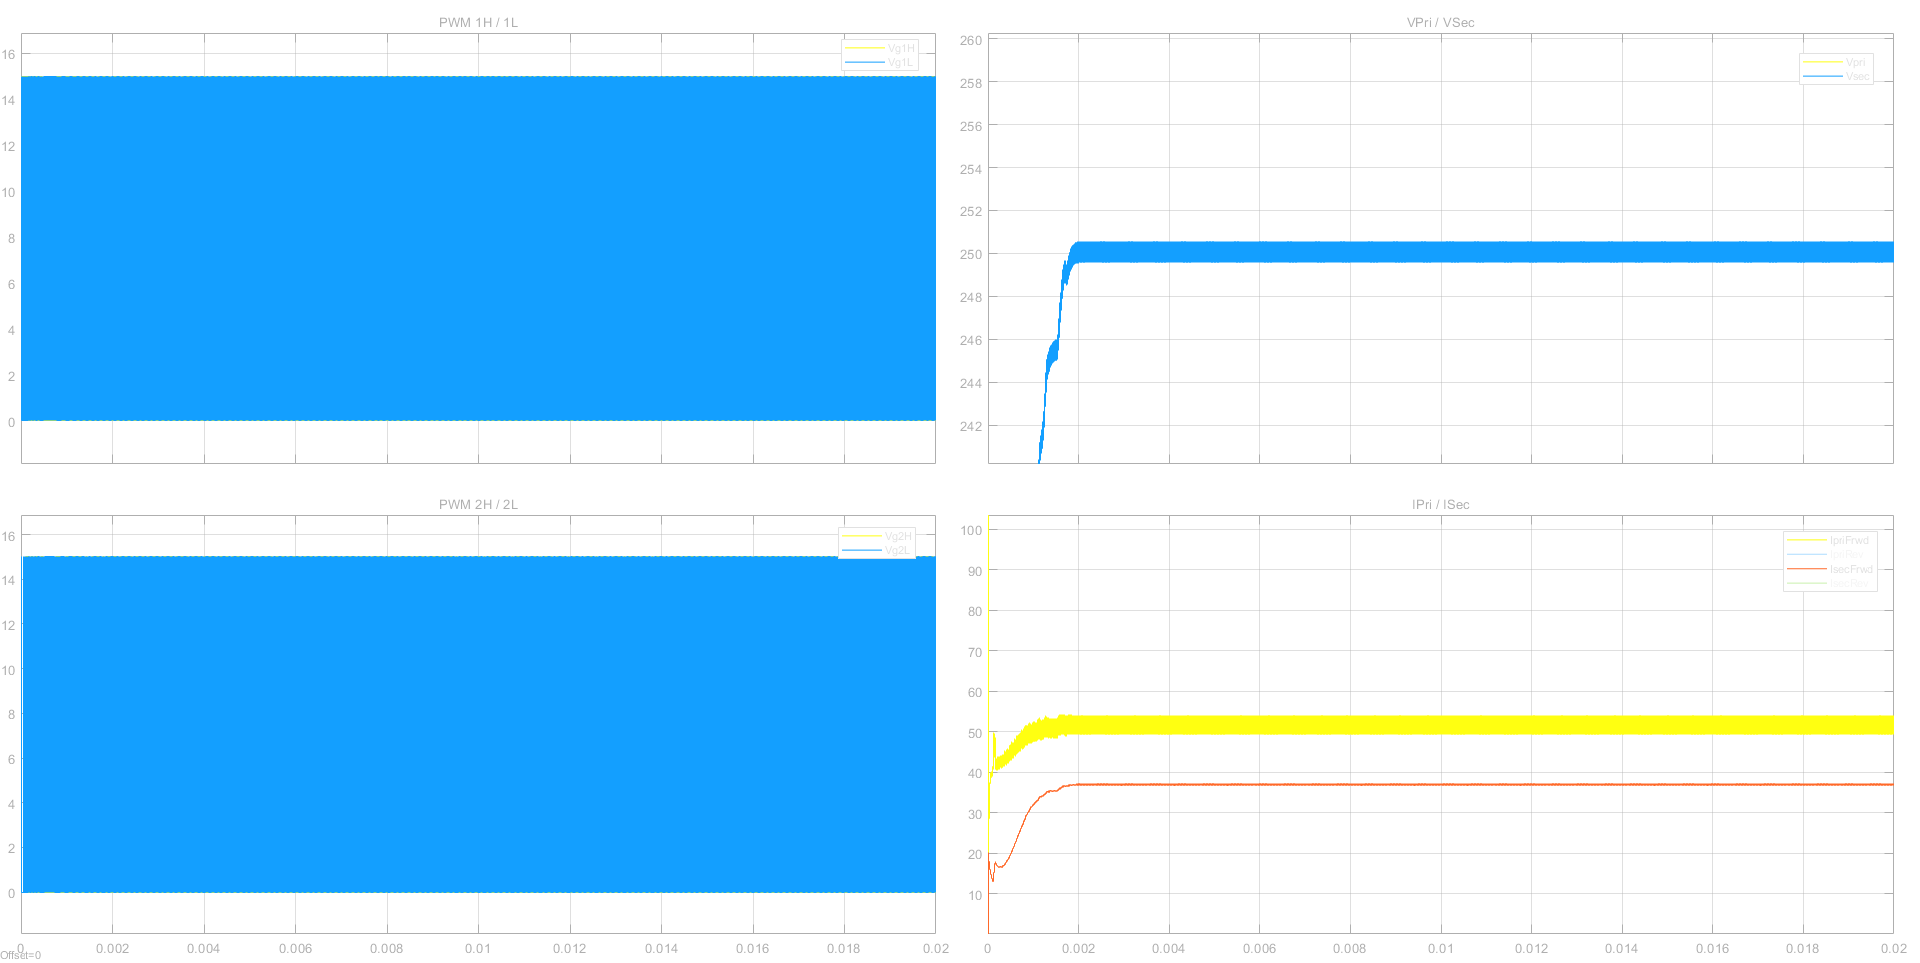 PWM 1H / 1L
16
14
12
10
8
6
4
2
0
Vg1H
Vg1L
VPri / VSec
260
258
256
254
252
250
248
246
244
242
Vpri
Vsec
PWM 2H / 2L
16
14
12
10
8
6
4
2
0
Vg2H
Vg2L
0 0.002 0.004 0.006 0.008 0.01 0.012 0.014 0.016 0.018 0.02
Offset=0
IPri / ISec
100
90
80
70
60
50
40
30
20
10
IpriFrwd
IpriRev
IsecFrwd
0 0.002 0.004 0.006 0.008 0.01 0.012 0.014 0.016 0.018 0.02